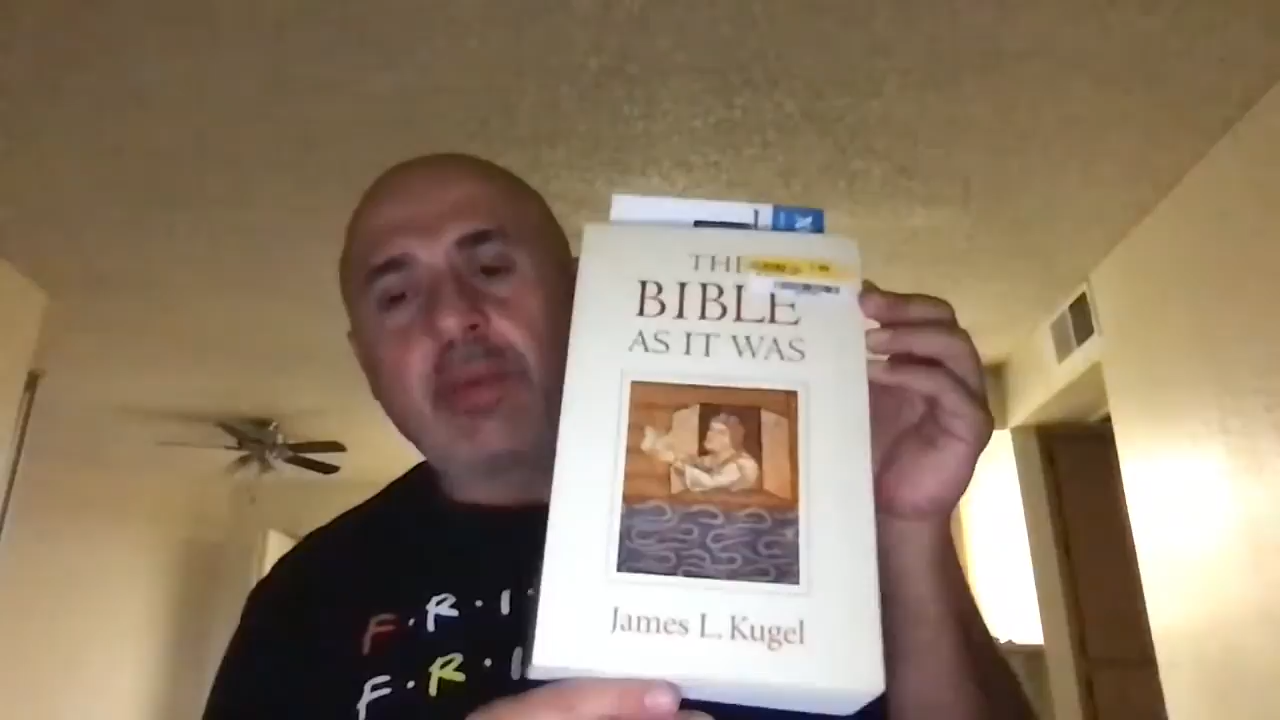 THE
BIBLE
AS IT WAS
James L. Kugel
F·R·I·
F·R·I